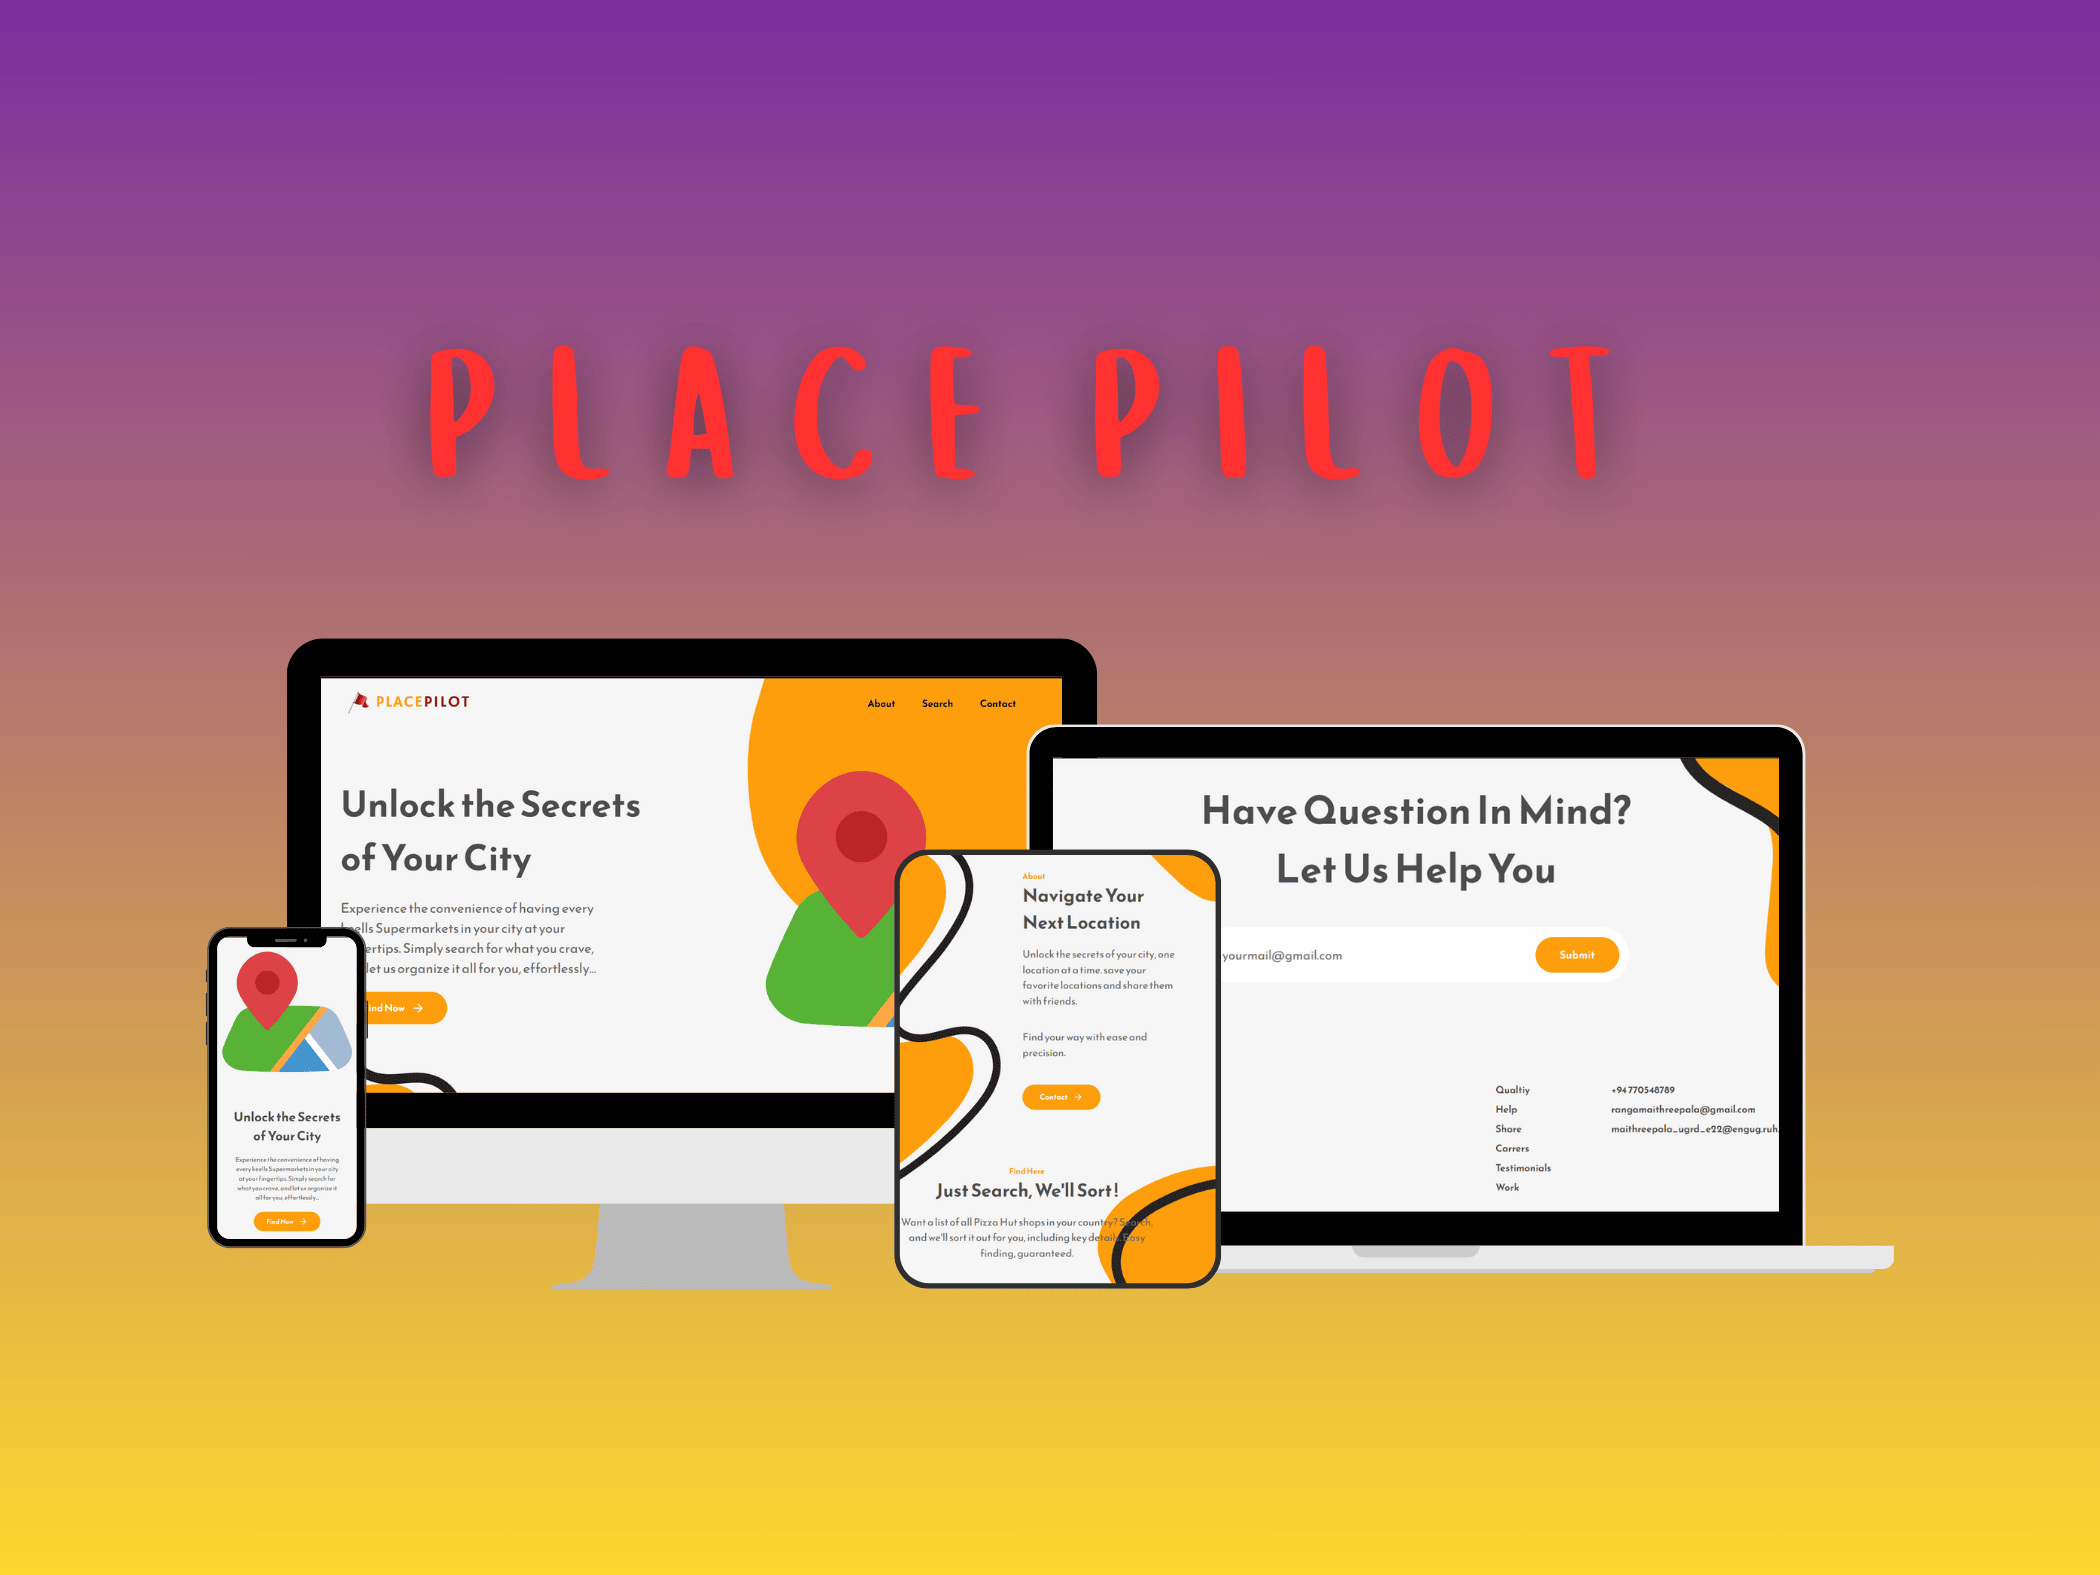 PLACE PILOT
PLACEPILOT
About Search Contact
Unlock the Secrets
of Your City
Experience the convenience of having every
Supermarkets in your city at your
Simply search for what you crave,
let us organize it all for you, effortlessly...
Now →
Have Question In Mind?
Let Us Help You
yourmail@gmail.com
Submit
Qualtiy
Help
Share
Carrers
Testimonials
Work
+94770548789
rangamaithreepala@gmail.com
maithreepala_ugrd_e22@engug.ruh.
About
Navigate Your
Next Location
Unlock the secrets of your city, one
location at a time. save your
favorite locations and share them
with friends.
Find your way with ease and
precision.
Contact →
Find Here
Just Search, We'll Sort!
Want a list of all Pizza Hut shops in your country? Search,
and we'll sort it out for you, including key details. Easy
finding, guaranteed.
Unlock the Secrets
of Your City
Experience the convenience of having
every keells Supermarkets in your city
at your fingertips. Simply search for
what you crave, and let us organize it
all for you, effortlessly...
Find Now →